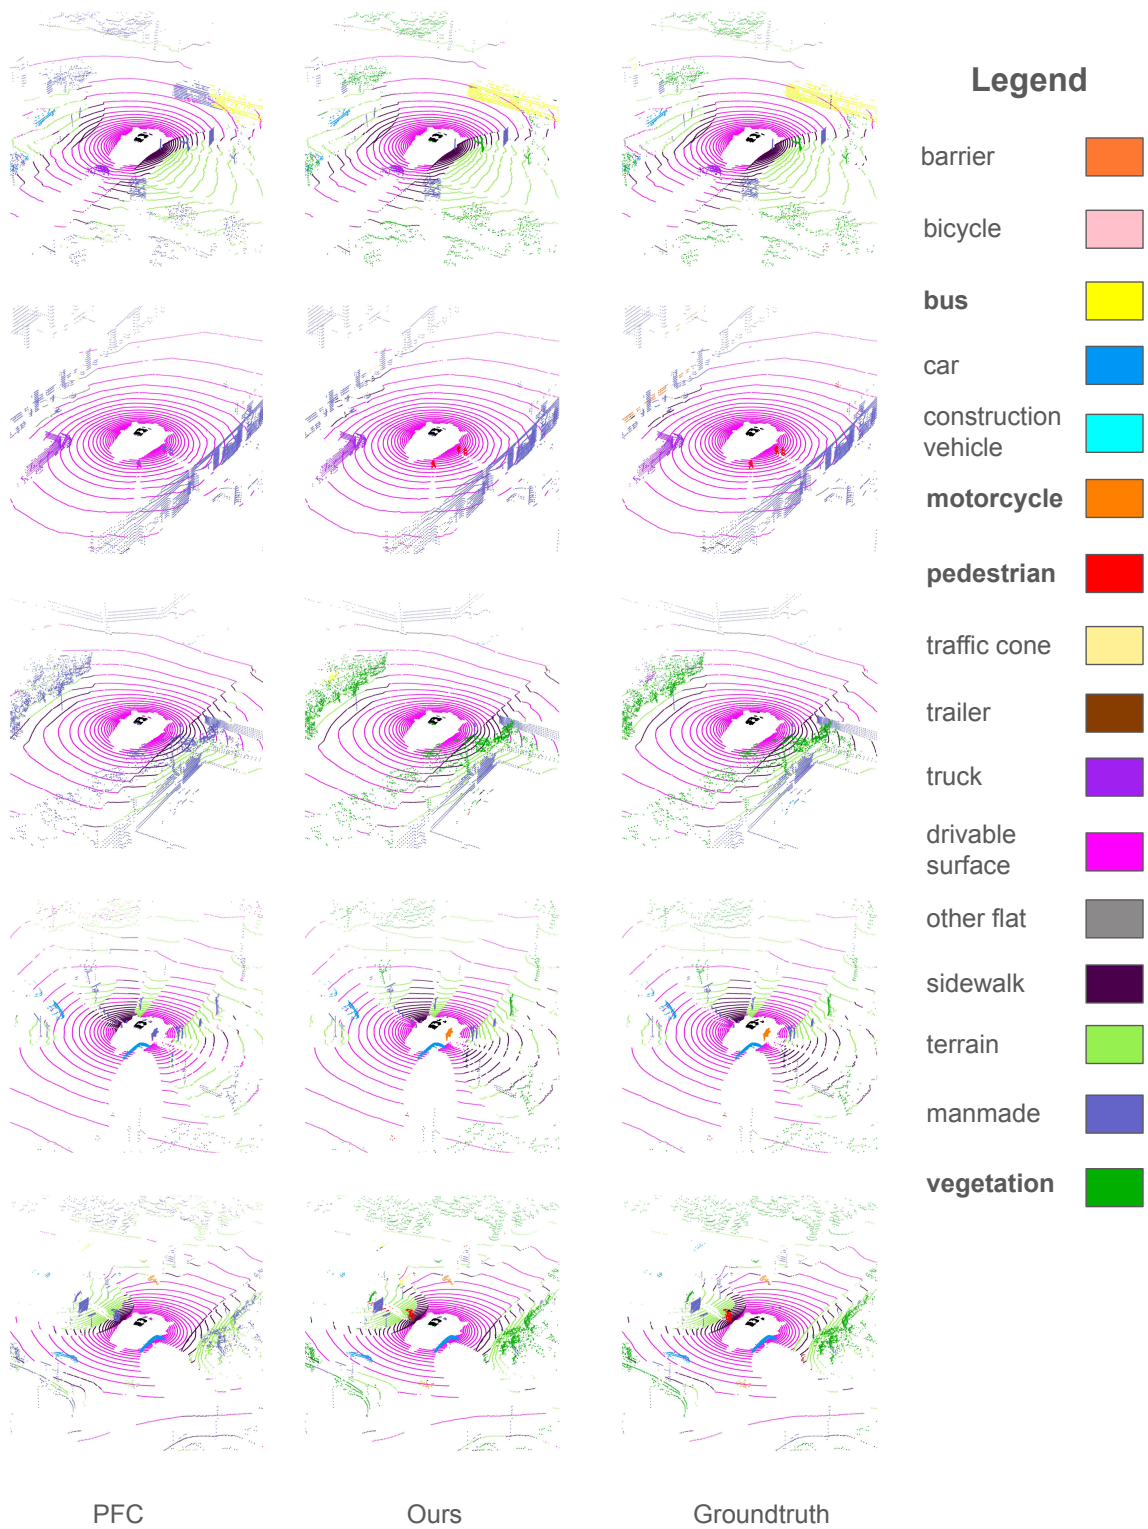 Legend
barrier
bicycle
bus
car
construction
vehicle
motorcycle
pedestrian
traffic cone
trailer
truck
drivable
surface
other flat
sidewalk
terrain
manmade
vegetation
PFC
Ours
Groundtruth